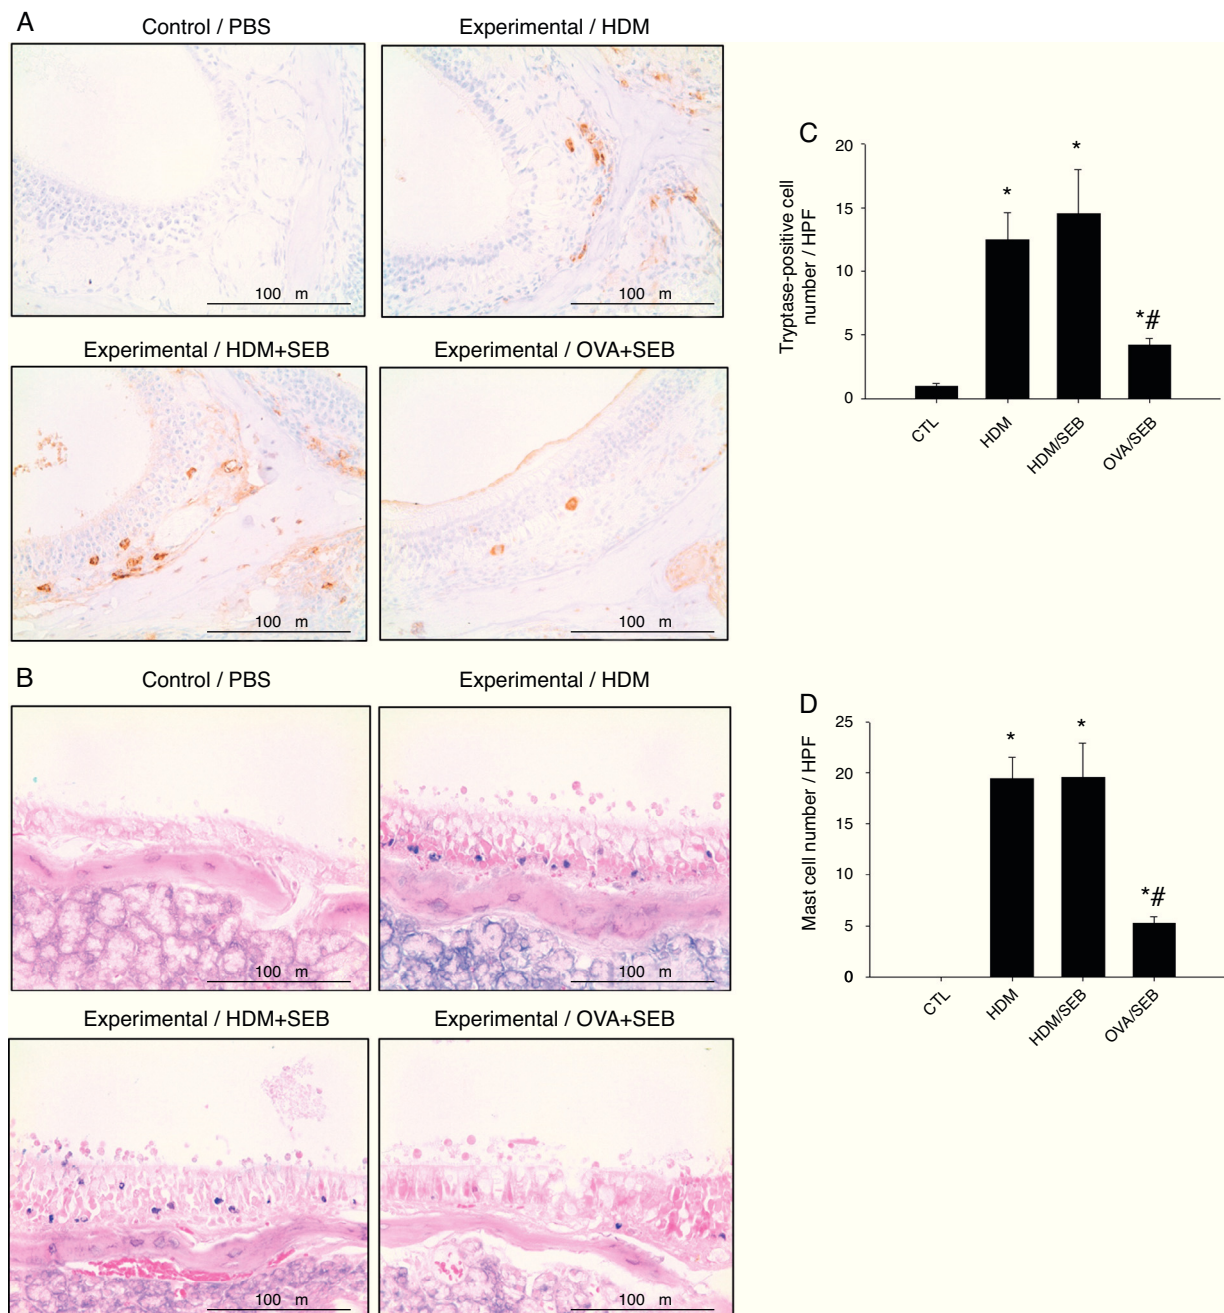 A
Control / PBS
Experimental / HDM
100 m
100 m
Experimental / HDM+SEB
Experimental / OVA+SEB
100 m
100 m
B
Control / PBS
Experimental / HDM
100 m
100 m
Experimental / HDM+SEB
Experimental / OVA+SEB
100 m
100 m
C
Tryptase-positive cell
number / HPF
20
15
10
5
0
*
*
*#
CTL
HDM
HDM/SEB
OVA/SEB
D
Mast cell number / HPF
25
20
15
10
5
0
*
*
*#
CTL
HDM
HDM/SEB
OVA/SEB